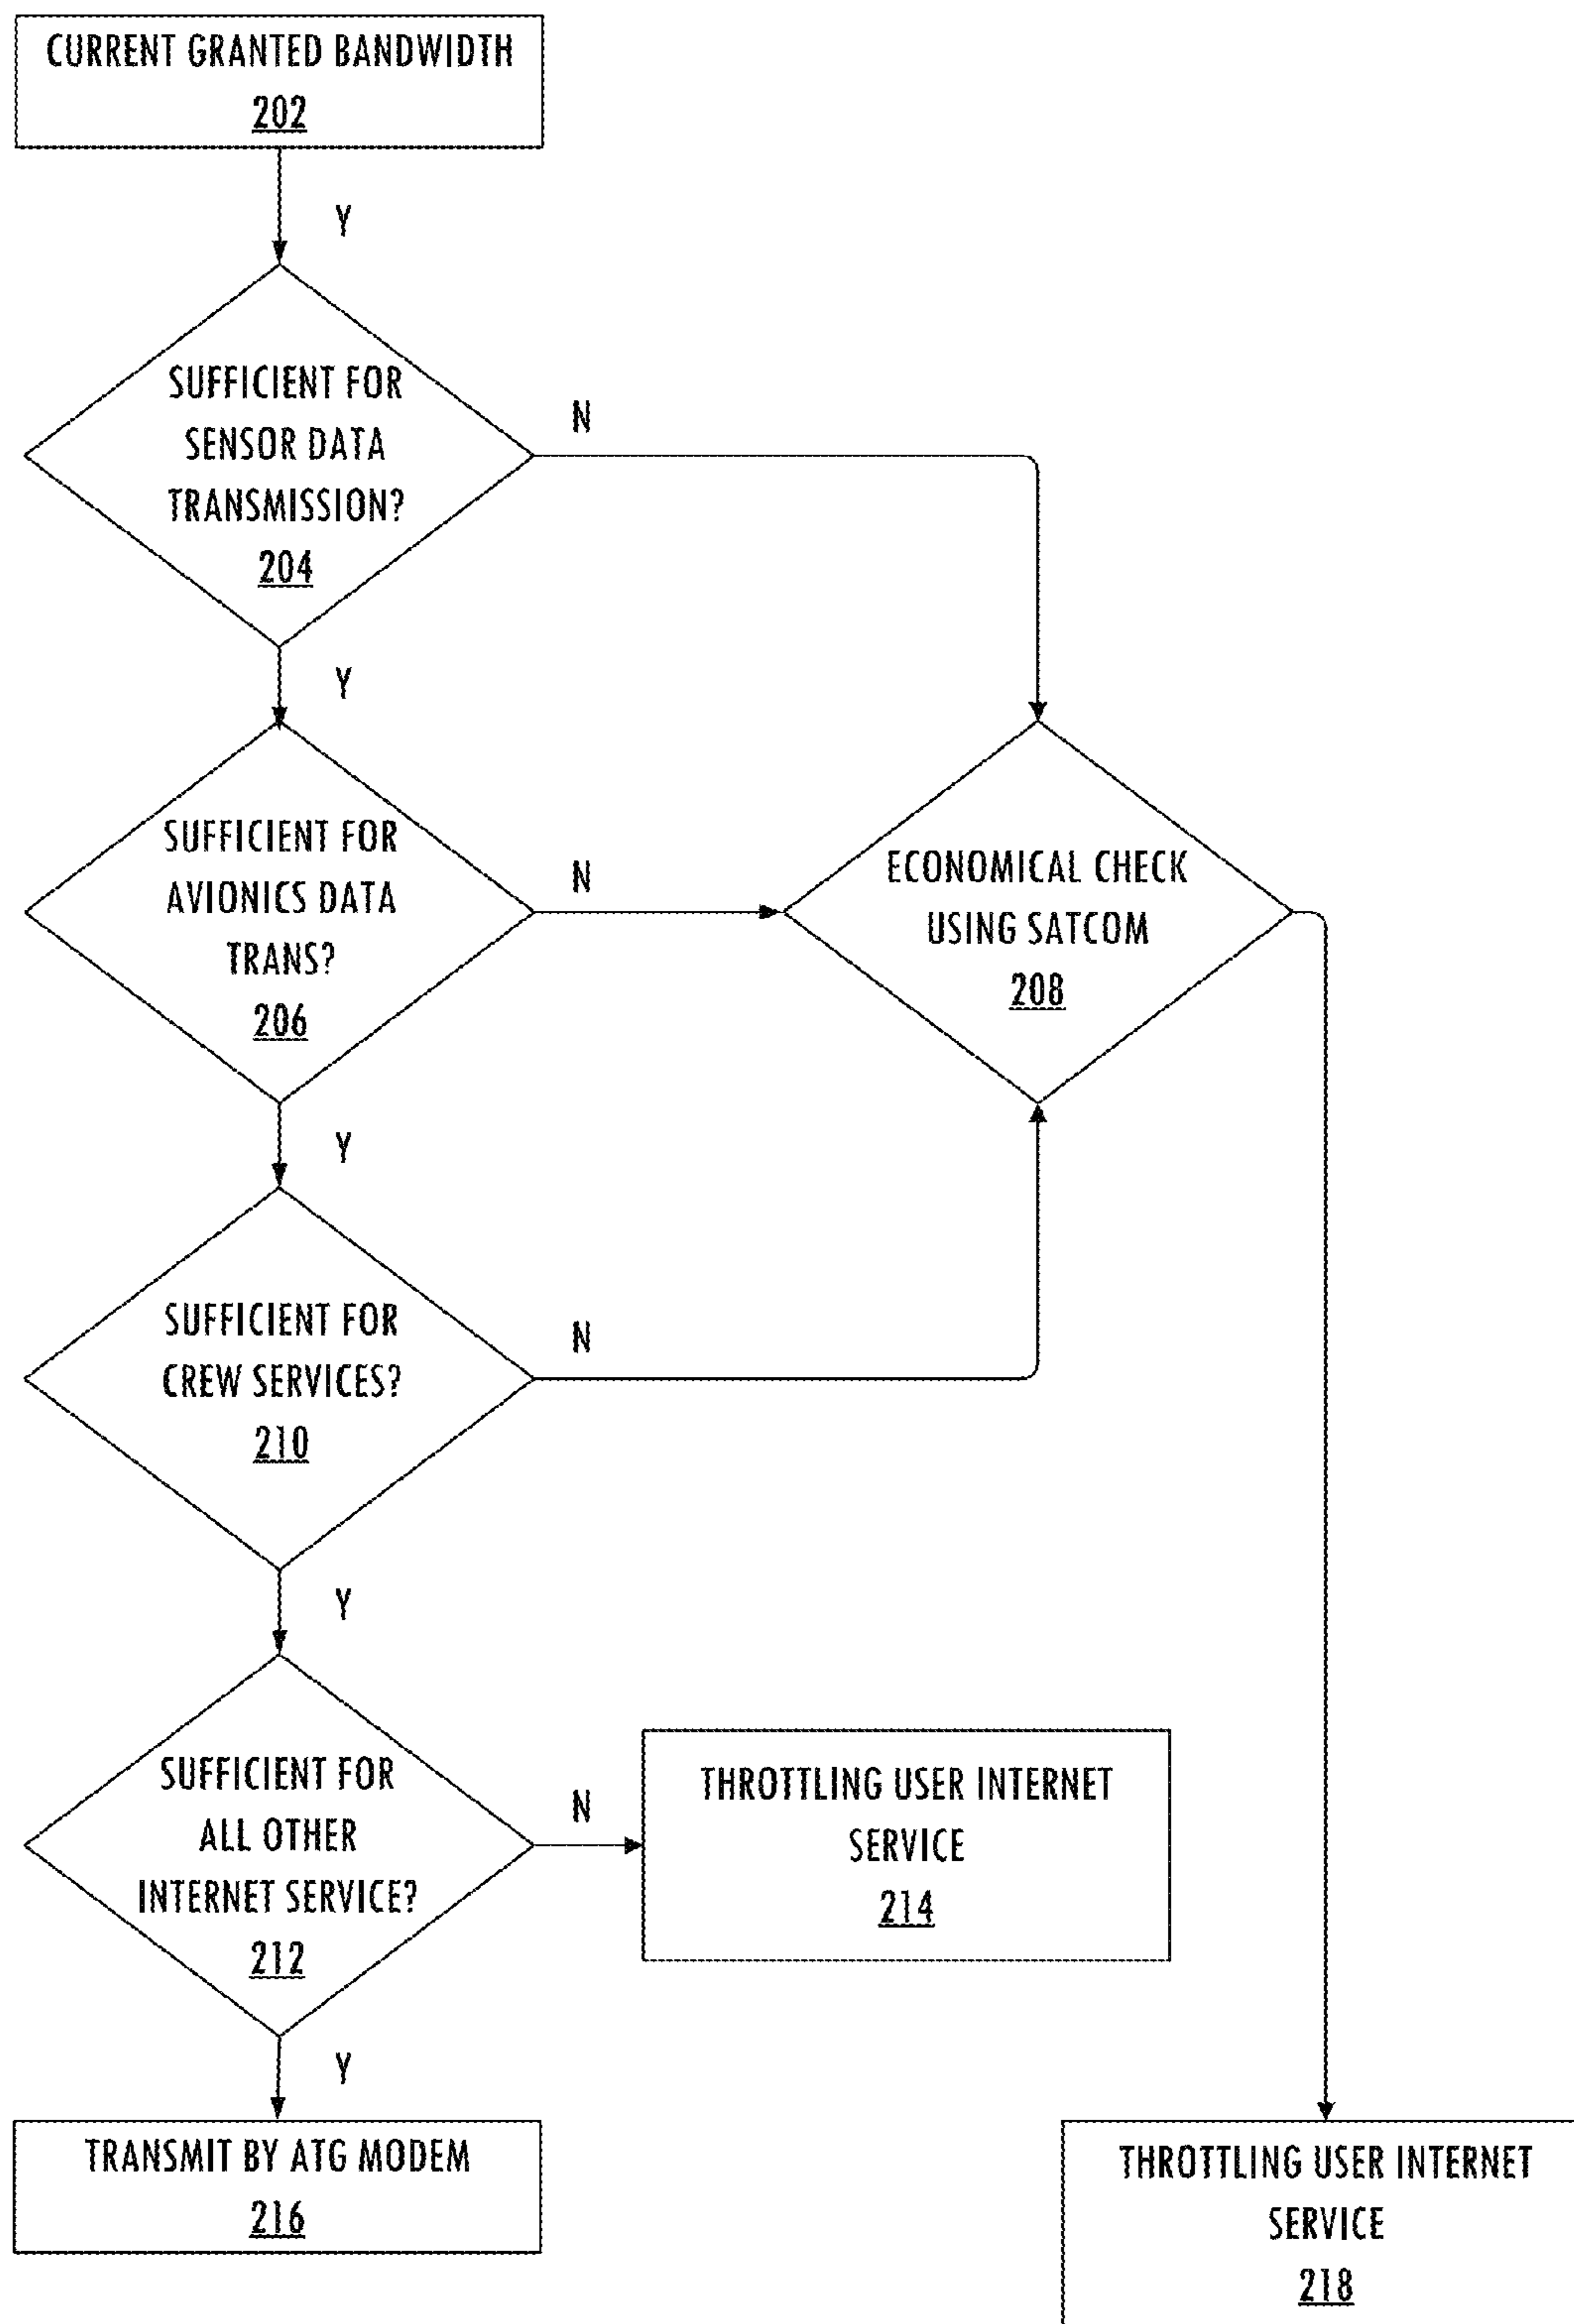 CURRENT GRANTED BANDWIDTH
202
Y
SUFFICIENT FOR
SENSOR DATA
TRANSMISSION?
204
N
Y
SUFFICIENT FOR
AVIONICS DATA
TRANS?
206
N
ECONOMICAL CHECK
USING SATCOM
208
Y
SUFFICIENT FOR
CREW SERVICES?
210
N
Y
SUFFICIENT FOR
ALL OTHER
INTERNET SERVICE?
212
N
THROTTLING USER INTERNET
SERVICE
214
Y
TRANSMIT BY ATG MODEM
216
THROTTLING USER INTERNET
SERVICE
218